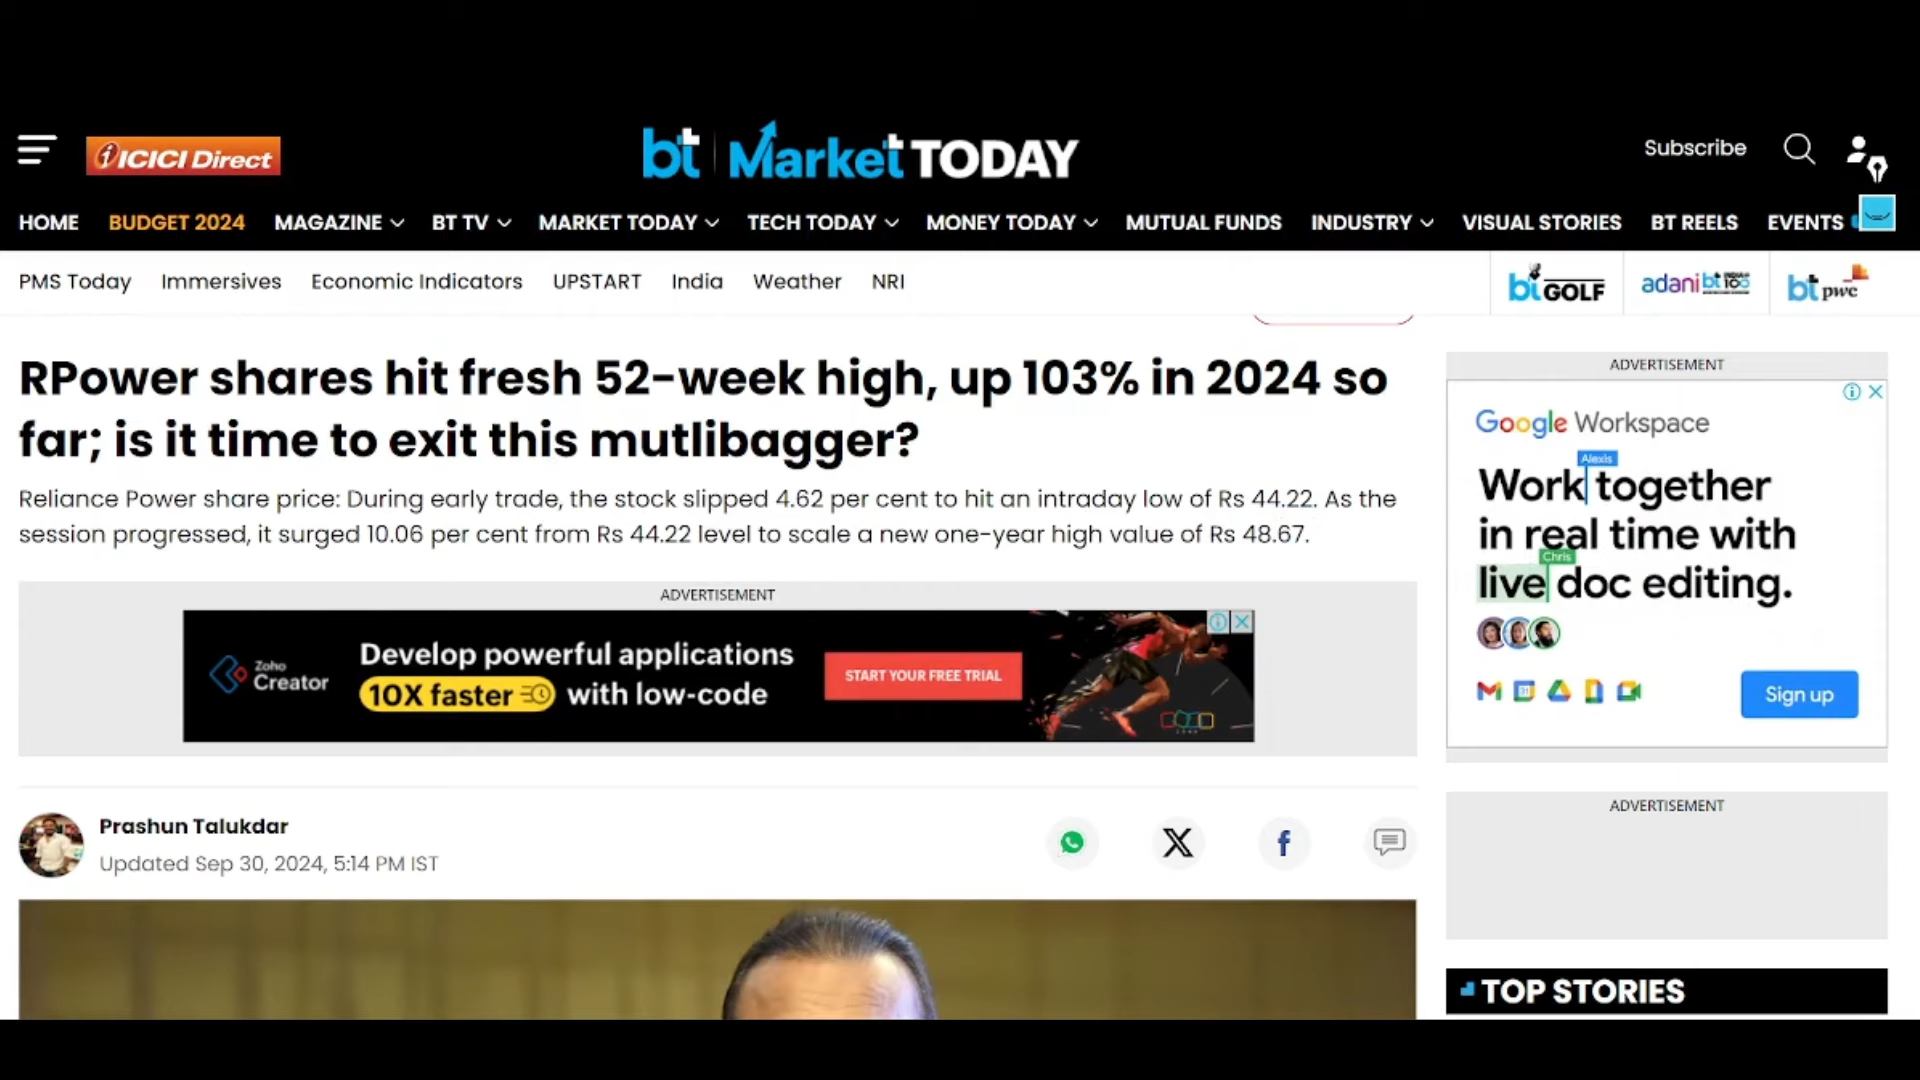 ICICI Direct
bt Market TODAY
Subscribe
HOME BUDGET 2024 MAGAZINE BT TV MARKET TODAY TECH TODAY MONEY TODAY MUTUAL FUNDS INDUSTRY VISUAL STORIES BT REELS EVENTS
PMS Today Immersives Economic Indicators UPSTART India Weather NRI
bt GOLF
adani bt
bt pwc
RPower shares hit fresh 52-week high, up 103% in 2024 so
far; is it time to exit this mutlibagger?
Reliance Power share price: During early trade, the stock slipped 4.62 per cent to hit an intraday low of Rs 44.22. As the
session progressed, it surged 10.06 per cent from Rs 44.22 level to scale a new one-year high value of Rs 48.67.
ADVERTISEMENT
Zoho
Creator
Develop powerful applications
10X faster with low-code
START YOUR FREE TRIAL
Prashun Talukdar
Updated Sep 30, 2024, 5:14 PM IST
ADVERTISEMENT
Google Workspace
Alexis
Work together
in real time with
Chris
live doc editing.
Sign up
ADVERTISEMENT
TOP STORIES